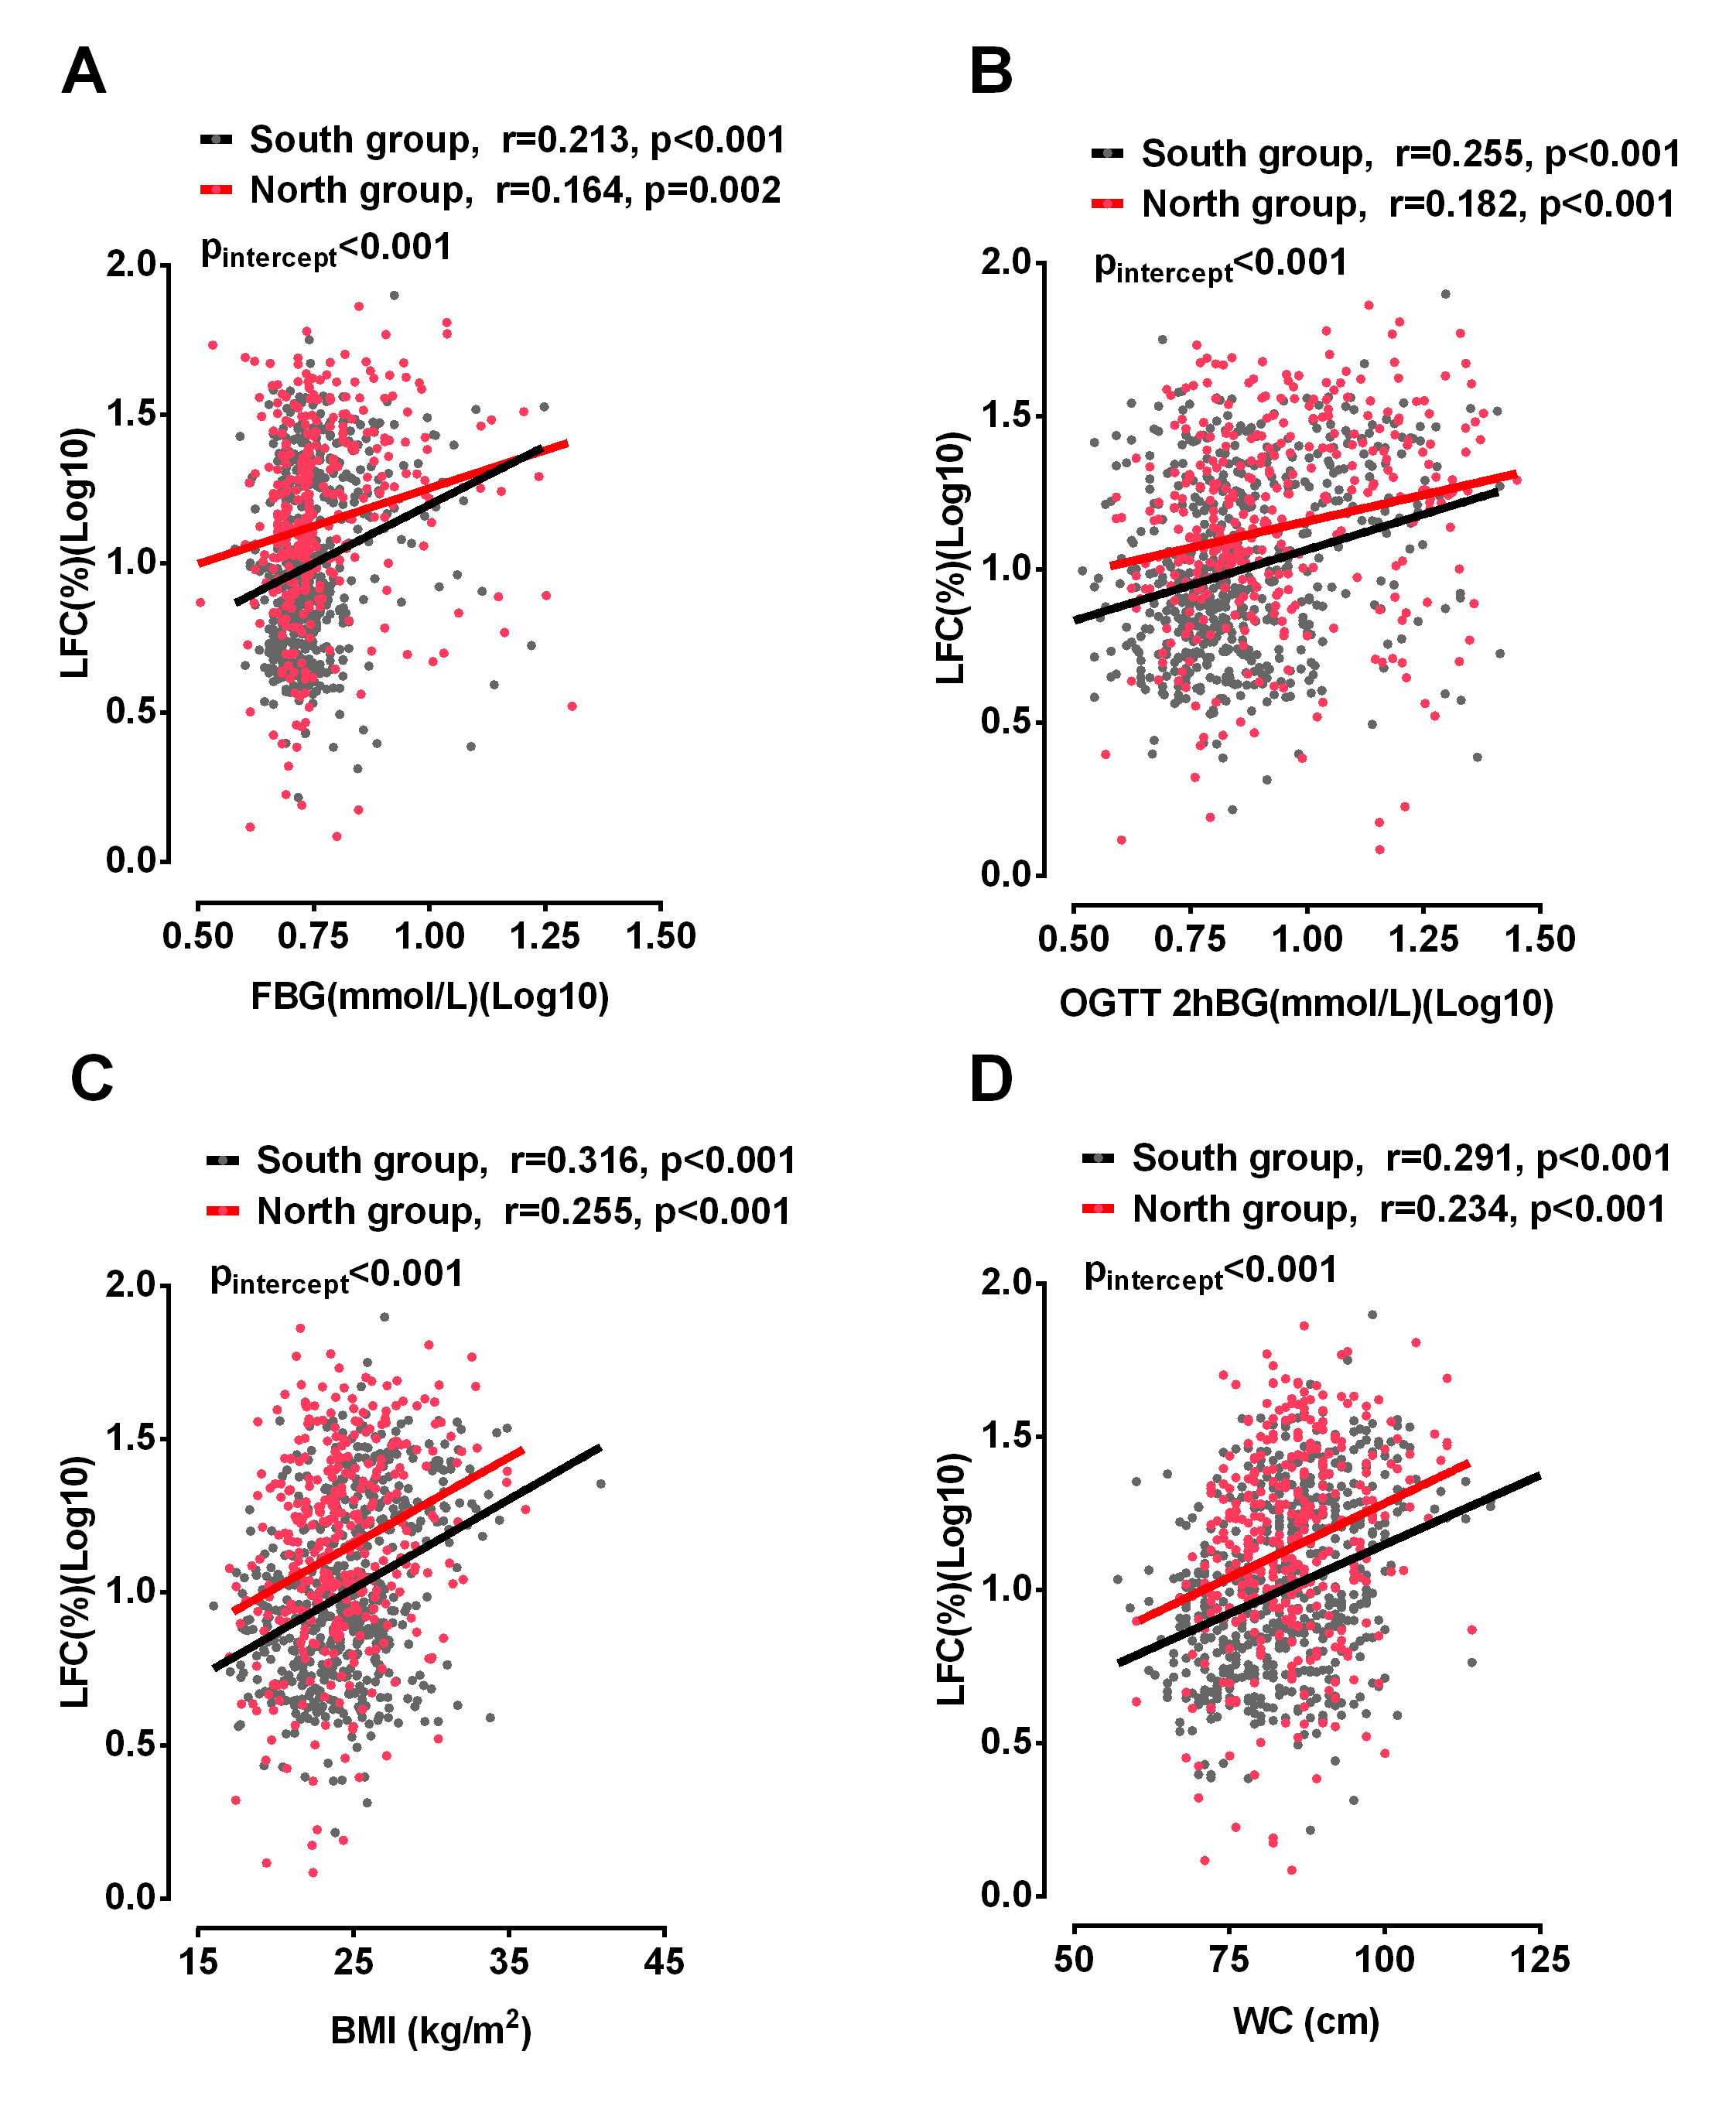 A
South group, r=0.213, p<0.001
North group, r=0.164, p=0.002
pintercept<0.001
2.0
1.5
1.0
0.5
0.0
LFC(%)(Log10)
0.50 0.75 1.00 1.25 1.50
FBG(mmol/L)(Log10)
B
South group, r=0.255, p<0.001
North group, r=0.182, p<0.001
pintercept<0.001
2.0
1.5
1.0
0.5
0.0
LFC(%)(Log10)
0.50 0.75 1.00 1.25 1.50
OGTT 2hBG(mmol/L)(Log10)
C
South group, r=0.316, p<0.001
North group, r=0.255, p<0.001
pintercept<0.001
2.0
1.5
1.0
0.5
0.0
LFC(%)(Log10)
15 25 35 45
BMI (kg/m²)
D
South group, r=0.291, p<0.001
North group, r=0.234, p<0.001
pintercept<0.001
2.0
1.5
1.0
0.5
0.0
LFC(%)(Log10)
50 75 100 125
WC (cm)